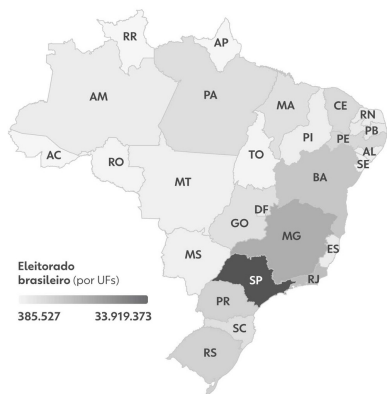 RR
AP
AM
PA
MA
CE
RN
PB
PE
PI
AL
SE
AC
RO
TO
BA
MT
DF
GO
MG
ES
MS
SP
RJ
PR
SC
RS
Eleitorado
brasileiro (por UFs)
385.527 33.919.373